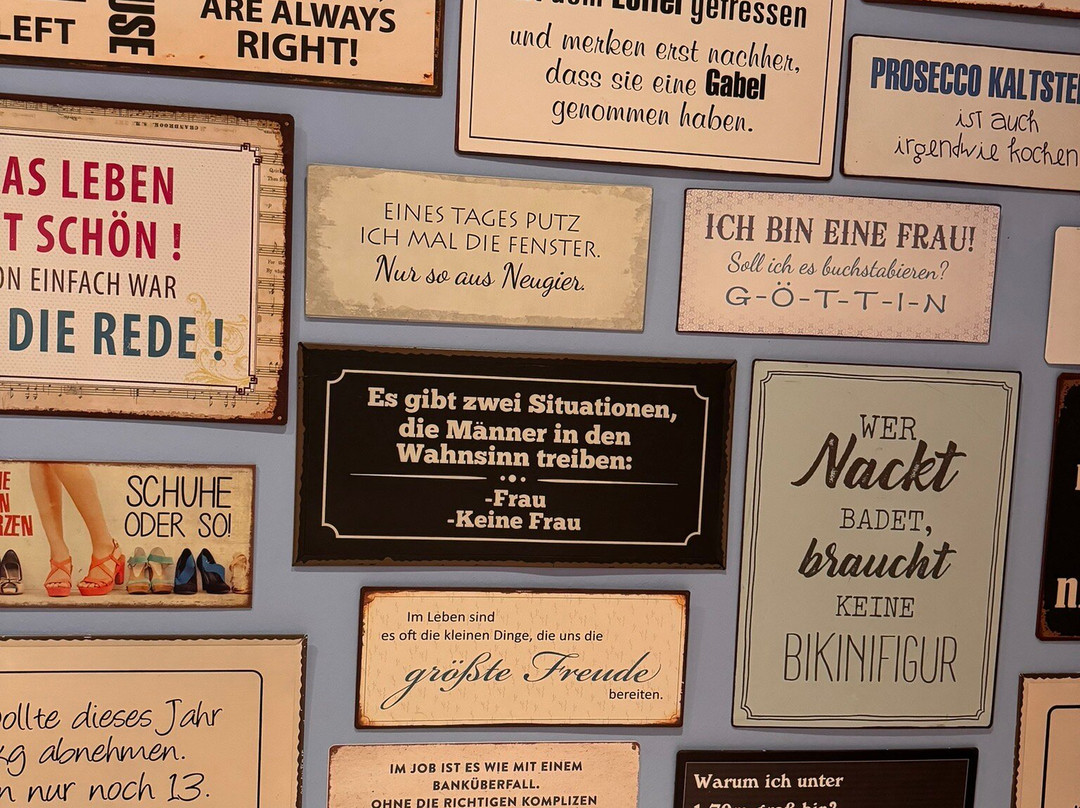 LEFT
USE
ARE ALWAYS
RIGHT!
gefressen
und merken erst nachher,
dass sie eine Gabel
genommen haben.
PROSECCO
ist auch
irgendwie kochen
AS LEBEN
T SCHÖN !
ON EINFACH WAR
DIE REDE !
EINES TAGES PUTZ
ICH MAL DIE FENSTER.
Nur so aus Neugier.
ICH BIN EINE FRAU!
Soll ich es buchstabieren?
G-Ö-T-T-I-N
Es gibt zwei Situationen,
die Männer in den
Wahnsinn treiben:
-Frau
-Keine Frau
WER
Nackt
BADET,
braucht
KEINE
BIKINIFIGUR
SCHUHE
ODER SO!
Im Leben sind
es oft die kleinen Dinge, die uns die
größte Freude
bereiten.
ollte dieses Jahr
kg abnehmen.
n nur noch 13.
IM JOB IST ES WIE MIT EINEM
BANKÜBERFALL.
OHNE DIE RICHTIGEN KOMPLIZEN
Warum ich unter